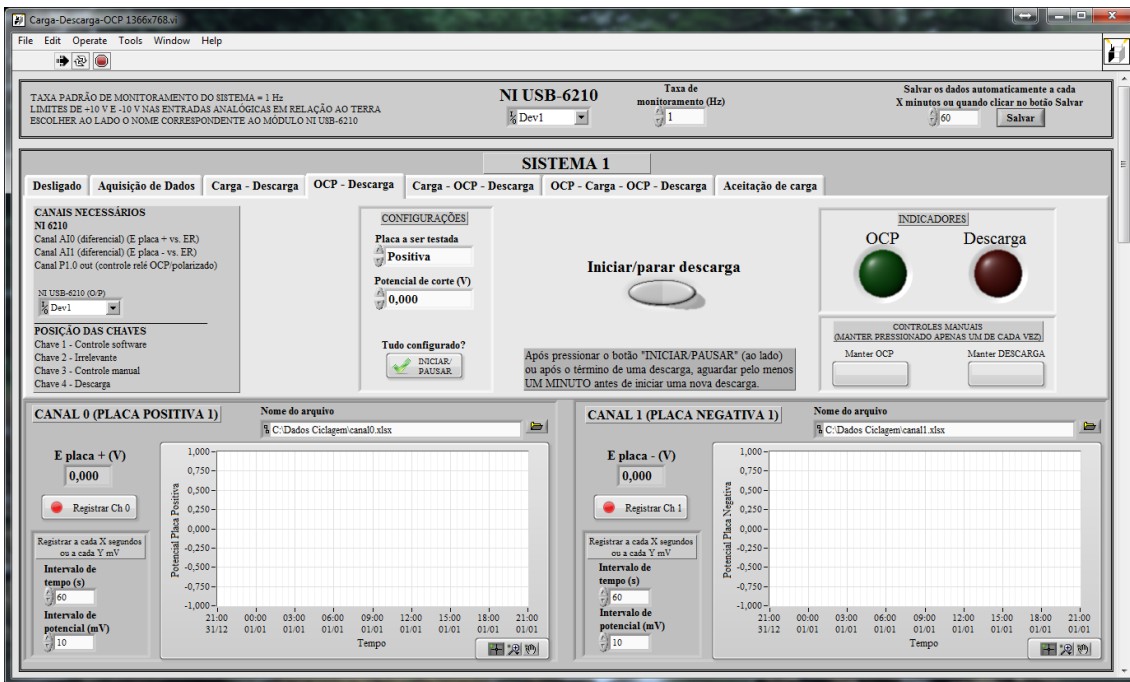 Carga-Descarga-OCP 1366x768.vi
File Edit Operate Tools Window Help
TAXA PADRÃO DE MONITORAMENTO DO SISTEMA = 1 Hz
LIMITES DE +10 V E -10 V NAS ENTRADAS ANALÓGICAS EM RELAÇÃO AO TERRA
ESCOLHER AO LADO O NOME CORRESPONDENTE AO MÓDULO NI USB-6210
NI USB-6210
Dev1
Taxa de
monitoramento (Hz)
1
Salvar os dados automaticamente a cada
X minutos ou quando clicar no botão Salvar
60
Salvar
SISTEMA 1
Desligado
Aquisição de Dados
Carga - Descarga
OCP - Descarga
Carga - OCP - Descarga
OCP - Carga - OCP - Descarga
Aceitação de carga
CANAIS NECESSÁRIOS
NI 6210
Canal AI0 (diferencial) (E placa + vs. ER)
Canal AI1 (diferencial) (E placa - vs. ER)
Canal P1.0 out (controle relé OCP/polarizado)
NI USB-6210 (O/P)
Dev1
POSIÇÃO DAS CHAVES
Chave 1 - Controle software
Chave 2 - Irrelevante
Chave 3 - Controle manual
Chave 4 - Descarga
CONFIGURAÇÕES
Placa a ser testada
Positiva
Potencial de corte (V)
0,000
Tudo configurado?
INICIAR/
PAUSAR
Iniciar/parar descarga
Após pressionar o botão "INICIAR/PAUSAR" (ao lado)
ou após o término de uma descarga, aguardar pelo menos
UM MINUTO antes de iniciar uma nova descarga.
INDICADORES
OCP
Descarga
CONTROLES MANUAIS
(MANTER PRESSIONADO APENAS UM DE CADA VEZ)
Manter OCP
Manter DESCARGA
CANAL 0 (PLACA POSITIVA 1)
Nome do arquivo
C:\Dados Ciclagem\canal0.xlsx
E placa + (V)
0,000
Registrar Ch 0
Registrar a cada X segundos
ou a cada Y mV
Intervalo de
tempo (s)
60
Intervalo de
potencial (mV)
10
Potencial Placa Positiva
1,000
0,750
0,500
0,250
0,000
-0,250
-0,500
-0,750
-1,000
21:00 00:00 03:00 06:00 09:00 12:00 15:00 18:00 21:00
31/12 01/01 01/01 01/01 01/01 01/01 01/01 01/01 01/01
Tempo
CANAL 1 (PLACA NEGATIVA 1)
Nome do arquivo
C:\Dados Ciclagem\canal1.xlsx
E placa - (V)
0,000
Registrar Ch 1
Registrar a cada X segundos
ou a cada Y mV
Intervalo de
tempo (s)
60
Intervalo de
potencial (mV)
10
Potencial Placa Negativa
1,000
0,750
0,500
0,250
0,000
-0,250
-0,500
-0,750
-1,000
21:00 00:00 03:00 06:00 09:00 12:00 15:00 18:00 21:00
31/12 01/01 01/01 01/01 01/01 01/01 01/01 01/01 01/01
Tempo